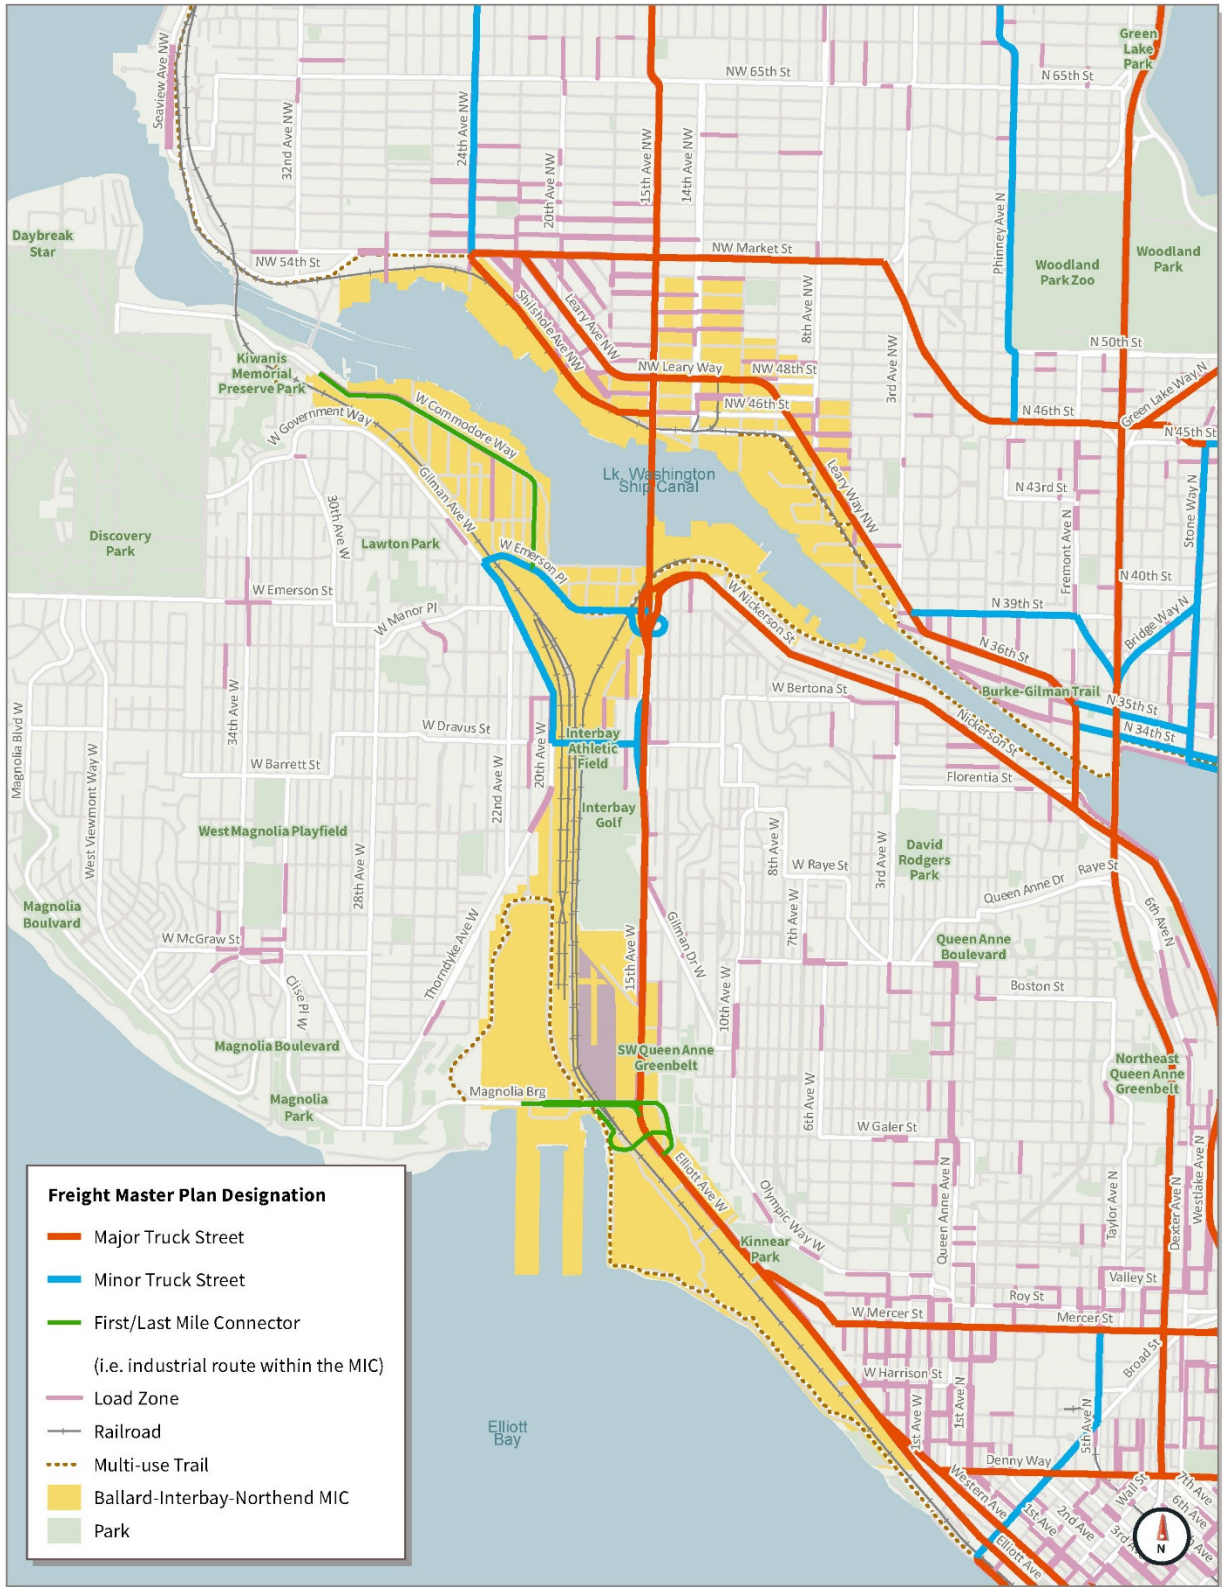 Seaview Ave NW
32nd Ave NW
24th Ave NW
20th Ave NW
15th Ave NW
14th Ave NW
NW 65th St
N 65th St
Green
Lake
Park
Daybreak
Star
NW 54th St
NW Market St
Phinney Ave N
Woodland
Park Zoo
Woodland
Park
Shilshole Ave NW
Leary Ave NW
8th Ave NW
3rd Ave NW
N 50th St
Kiwanis
Memorial
Preserve Park
NW Leary Way
NW 48th St
NW 46th St
N 46th St
Green Lake Way N
N 45th St
W Government Way
W Commodore Way
Gilman Ave W
Lk. Washington
Ship Canal
Leary Way NW
N 43rd St
Fremont Ave N
Stone Way N
30th Ave W
Discovery
Park
Lawton Park
W Emerson Pl
W Emerson St
W Manor Pl
W Nickerson St
N 40th St
N 39th St
Bridge Way N
N 36th St
Burke-Gilman Trail
N 35th St
N 34th St
W Bertona St
Nickerson St
Florentia St
Magnolia Blvd W
West Viewmont Way W
34th Ave W
W Dravus St
W Barrett St
22nd Ave W
20th Ave W
Interbay
Athletic
Field
Interbay
Golf
West Magnolia Playfield
28th Ave W
8th Ave W
W Raye St
3rd Ave W
David
Rodgers
Park
Queen Anne Dr
Raye St
6th Ave N
7th Ave W
Magnolia
Boulvard
W McGraw St
Clise Pl W
Thorndyke Ave W
15th Ave W
Gilman Dr W
10th Ave W
Queen Anne
Boulevard
Boston St
Magnolia Boulevard
SW Queen Anne
Greenbelt
Northeast
Queen Anne
Greenbelt
Magnolia
Park
Magnolia Brg
6th Ave W
W Galer St
Elliott Ave W
Olympic Way W
Queen Anne Ave N
Taylor Ave N
Dexter Ave N
Westlake Ave N
Kinnear
Park
Valley St
Roy St
W Mercer St
Mercer St
Broad St
W Harrison St
1st Ave W
1st Ave N
5th Ave N
Elliott
Bay
Denny Way
Western Ave
1st Ave
2nd Ave
Wall St
7th Ave
6th Ave
Elliott Ave
N
Freight Master Plan Designation
Major Truck Street
Minor Truck Street
First/Last Mile Connector
(i.e. industrial route within the MIC)
Load Zone
Railroad
Multi-use Trail
Ballard-Interbay-Northend MIC
Park